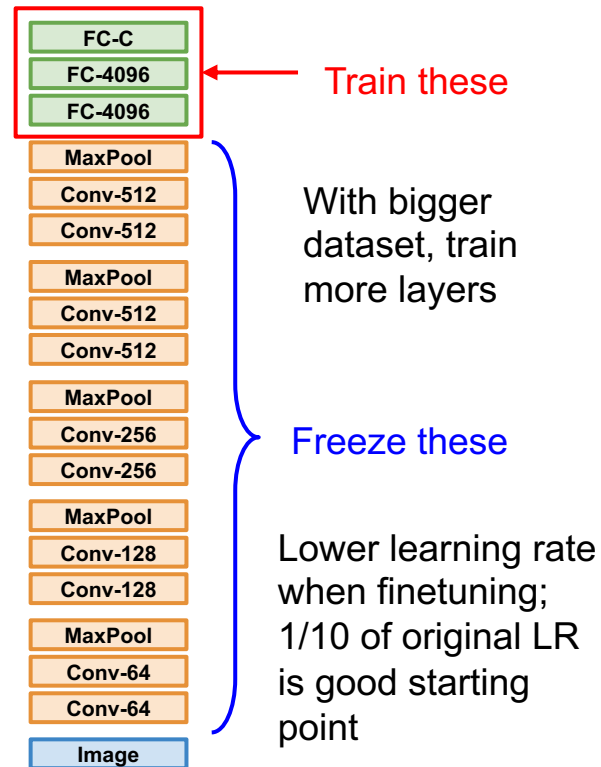 FC-C
FC-4096
FC-4096
Train these
MaxPool
Conv-512
Conv-512
With bigger
dataset, train
more layers
MaxPool
Conv-512
Conv-512
MaxPool
Conv-256
Conv-256
Freeze these
MaxPool
Conv-128
Conv-128
MaxPool
Conv-64
Conv-64
Lower learning rate
when finetuning;
1/10 of original LR
is good starting
point
Image